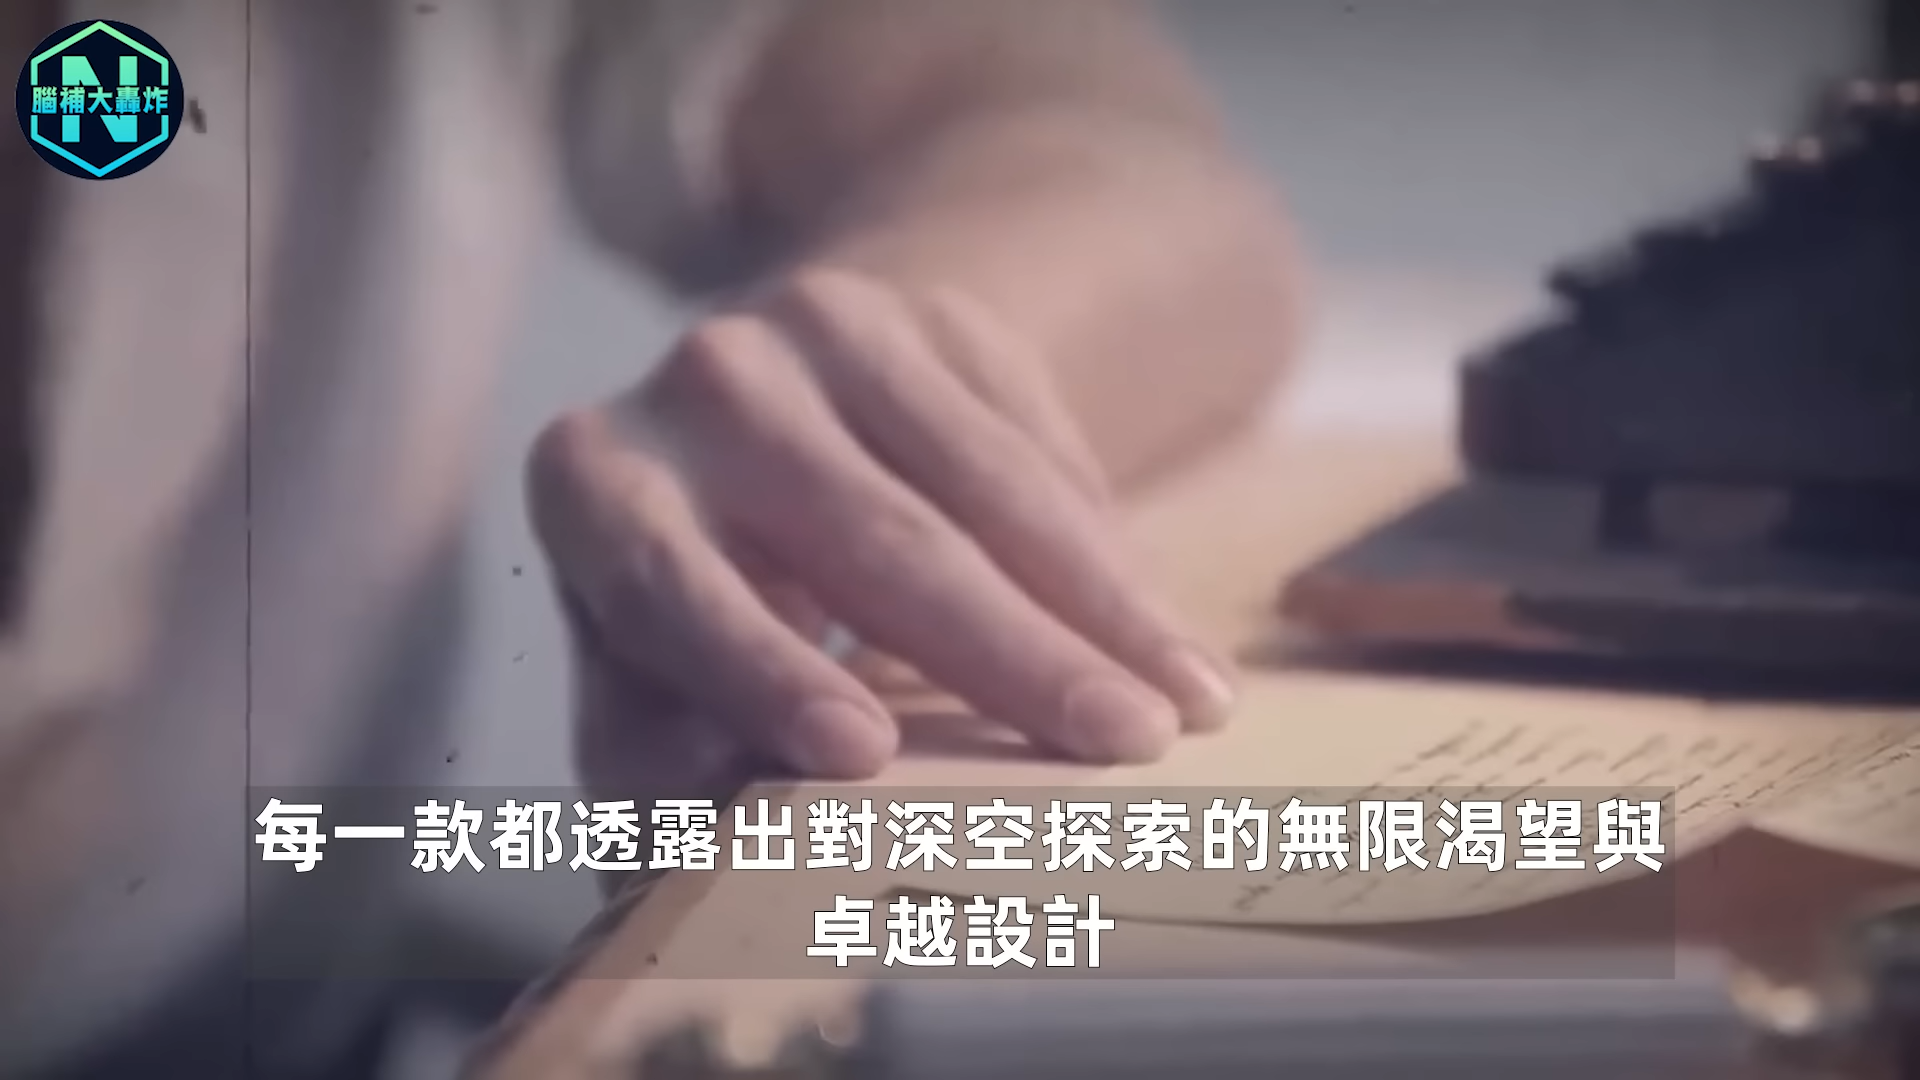 腦補大轟炸
每一款都透露出對深空探索的無限渴望與
卓越設計